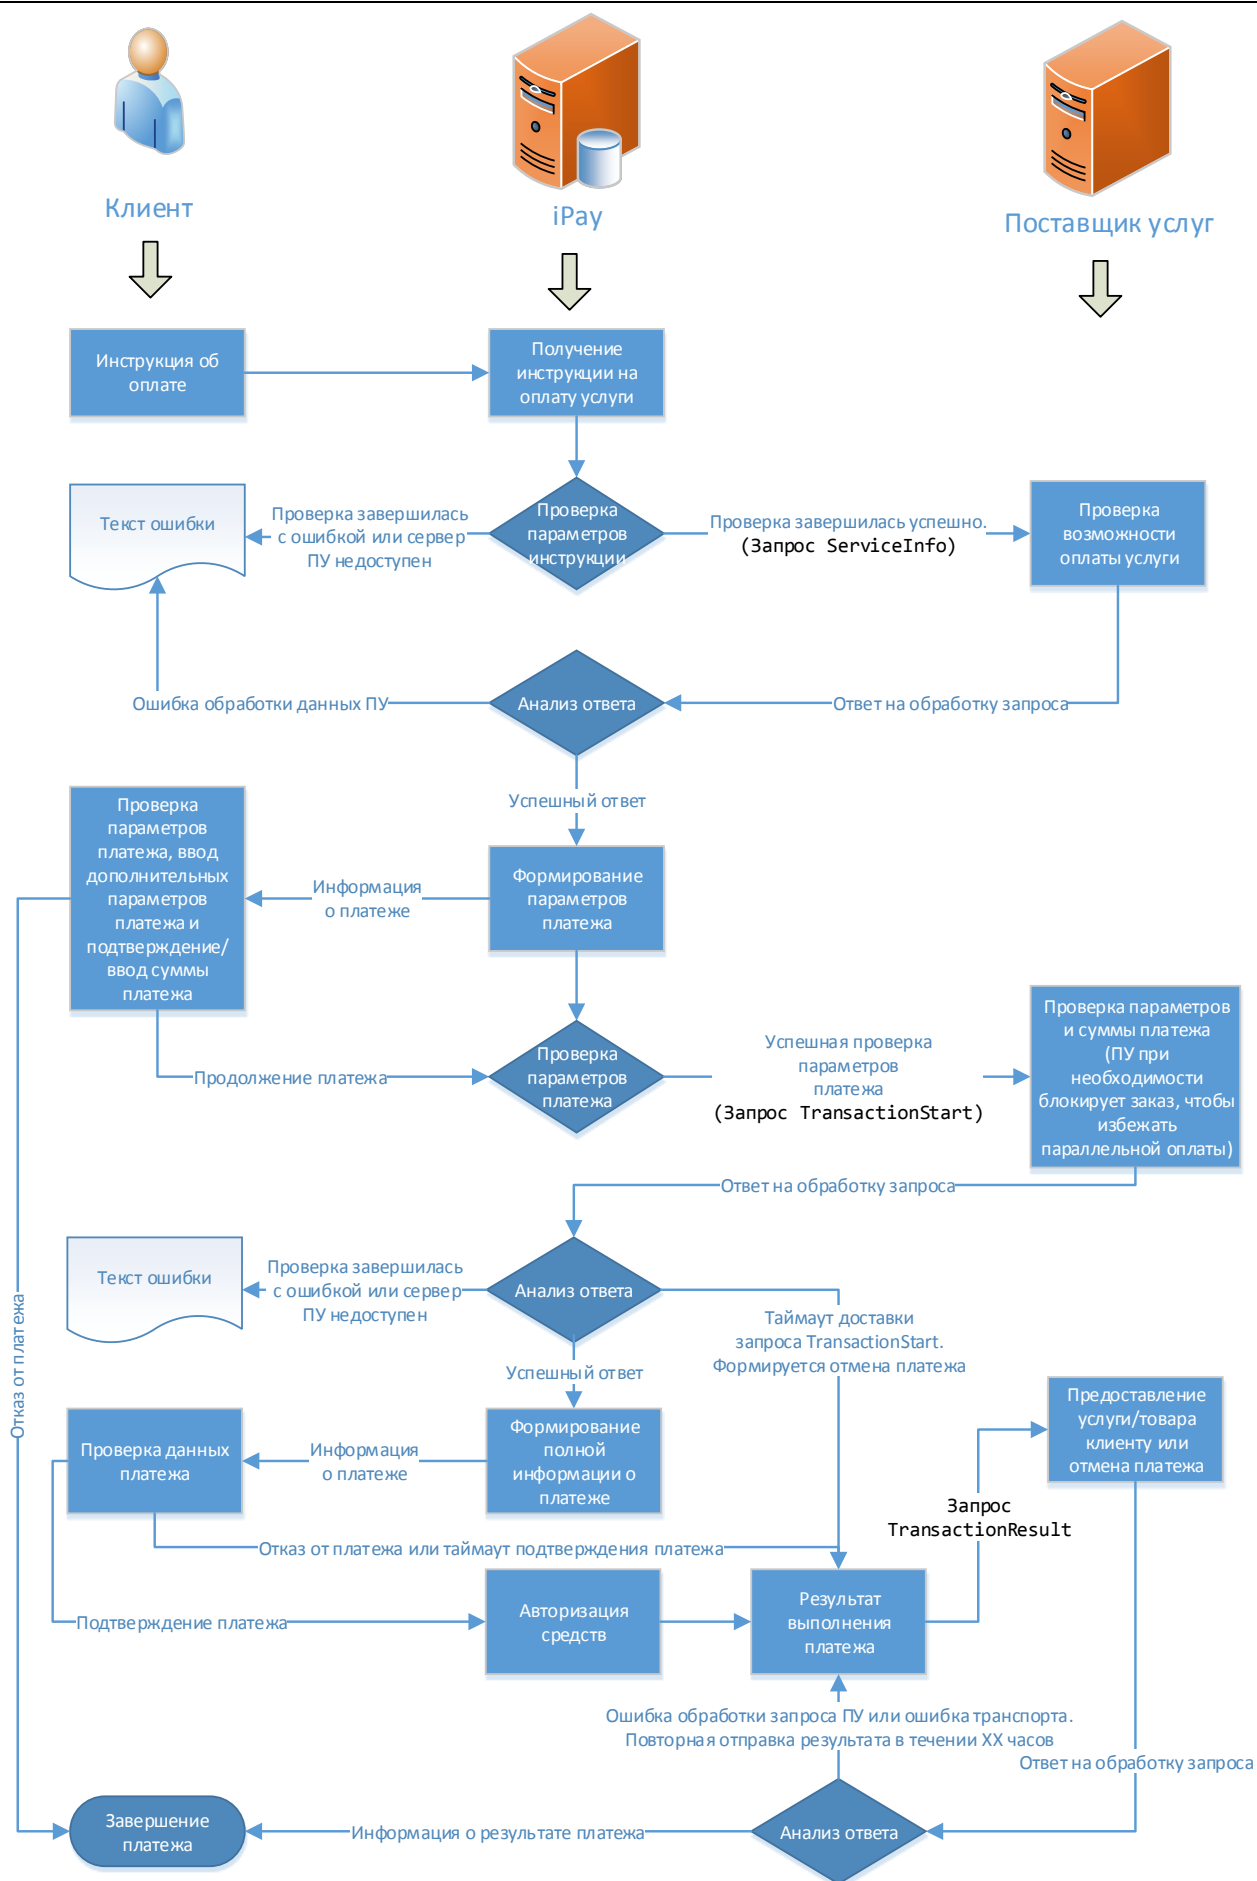 Клиент
iPay
Поставщик услуг
Инструкция об
оплате
Получение
инструкции на
оплату услуги
Текст ошибки
Проверка завершилась
с ошибкой или сервер
ПУ недоступен
Проверка
параметров
инструкции
Проверка завершилась успешно.
(Запрос ServiceInfo)
Проверка
возможности
оплаты услуги
Ошибка обработки данных ПУ
Анализ ответа
Ответ на обработку запроса
Успешный ответ
Проверка
параметров
платежа, ввод
дополнительных
параметров
платежа и
подтверждение/
ввод суммы
платежа
Информация
о платеже
Формирование
параметров
платежа
Продолжение платежа
Проверка
параметров
платежа
Успешная проверка
параметров
платежа
(Запрос TransactionStart)
Проверка параметров
и суммы платежа
(ПУ при
необходимости
блокирует заказ, чтобы
избежать
параллельной оплаты)
Ответ на обработку запроса
Текст ошибки
Проверка завершилась
с ошибкой или сервер
ПУ недоступен
Анализ ответа
Таймаут доставки
запроса TransactionStart.
Формируется отмена платежа
Успешный ответ
Отказ от платежа
Проверка данных
платежа
Информация
о платеже
Формирование
полной
информации о
платеже
Предоставление
услуги/товара
клиенту или
отмена платежа
Запрос
TransactionResult
Отказ от платежа или таймаут подтверждения платежа
Подтверждение платежа
Авторизация
средств
Результат
выполнения
платежа
Ошибка обработки запроса ПУ или ошибка транспорта.
Повторная отправка результата в течении ХХ часов
Ответ на обработку запроса
Завершение
платежа
Информация о результате платежа
Анализ ответа